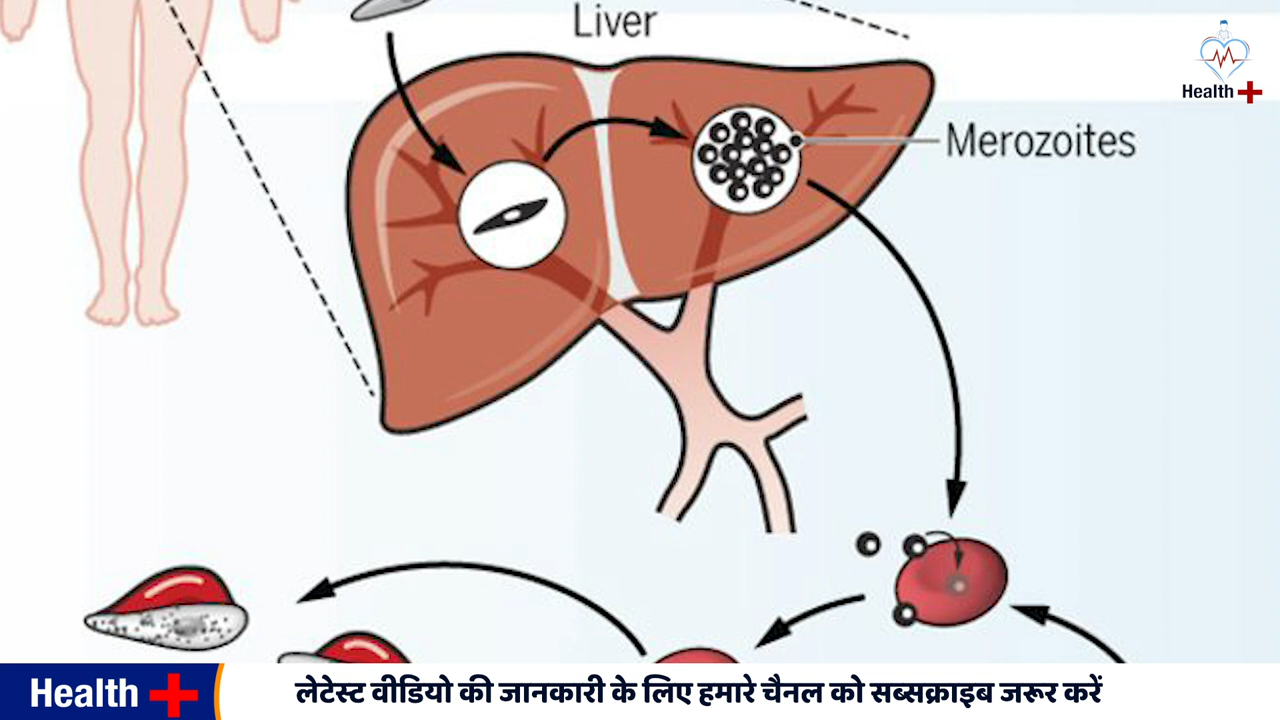 Liver
Health
Merozoites
Health
लेटेस्ट वीडियो की जानकारी के लिए हमारे चैनल को सब्सक्राइब जरूर करें